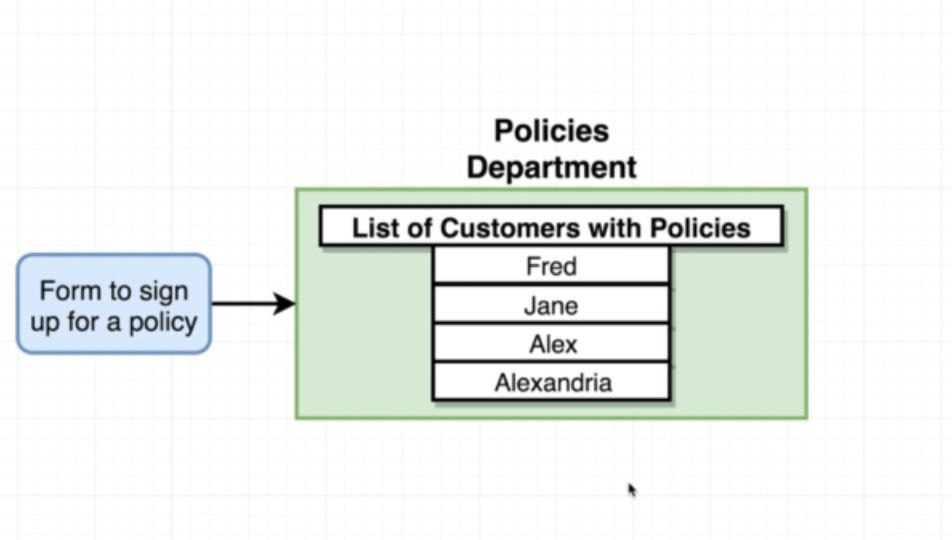 Policies
Department
List of Customers with Policies
Fred
Jane
Alex
Alexandria
Form to sign
up for a policy